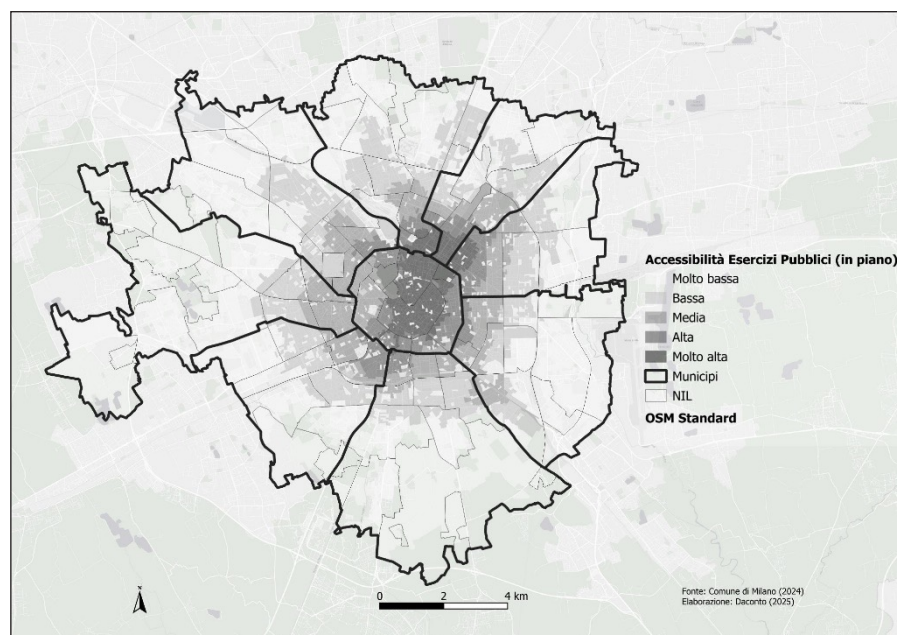 Accessibilità Esercizi Pubblici (in piano)
Molto bassa
Bassa
Media
Alta
Molto alta
Municipi
NIL
OSM Standard
0 2 4 km
Fonte: Comune di Milano (2024)
Elaborazione: Daconto (2025)